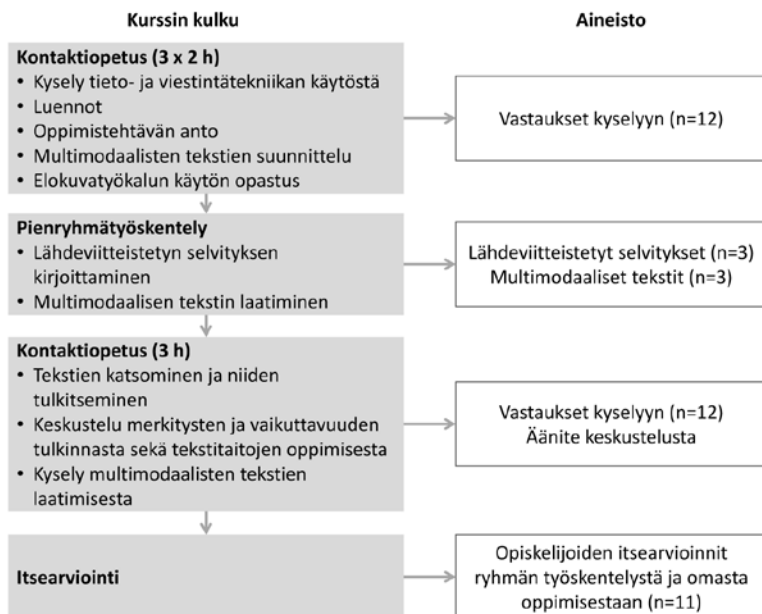 Kurssin kulku
Aineisto
Kontaktiopetus (3 x 2 h)
• Kysely tieto- ja viestintätekniikan käytöstä
• Luennot
• Oppimistehtävän anto
• Multimodaalisten tekstien suunnittelu
• Elokuvatyökalun käytön opastus
Vastaukset kyselyyn (n=12)
Pienryhmätyöskentely
• Lähdeviitteistetyn selvityksen
kirjoittaminen
• Multimodaalisen tekstin laatiminen
Lähdeviitteistetyt selvitykset (n=3)
Multimodaaliset tekstit (n=3)
Kontaktiopetus (3 h)
• Tekstien katsominen ja niiden
tulkitseminen
• Keskustelu merkitysten ja vaikuttavuuden
tulkinnasta sekä tekstitaitojen oppimisesta
• Kysely multimodaalisten tekstien
laatimisesta
Vastaukset kyselyyn (n=12)
Äänite keskustelusta
Itsearviointi
Opiskelijoiden itsearvioinnit
ryhmän työskentelystä ja omasta
oppimisestaan (n=11)